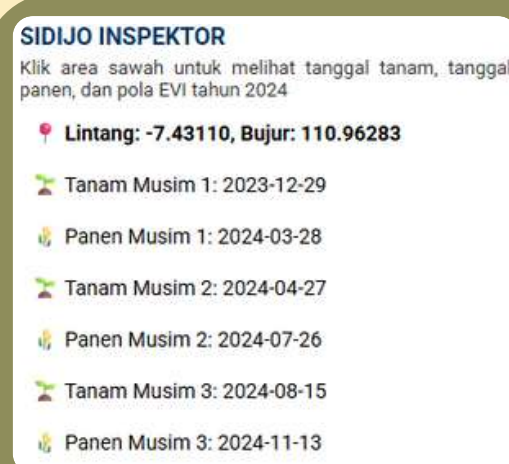 SIDIJO INSPEKTOR
Klik area sawah untuk melihat tanggal tanam, tanggal
panen, dan pola EVI tahun 2024
Lintang: -7.43110, Bujur: 110.96283
Tanam Musim 1: 2023-12-29
Panen Musim 1: 2024-03-28
Tanam Musim 2: 2024-04-27
Panen Musim 2: 2024-07-26
Tanam Musim 3: 2024-08-15
Panen Musim 3: 2024-11-13